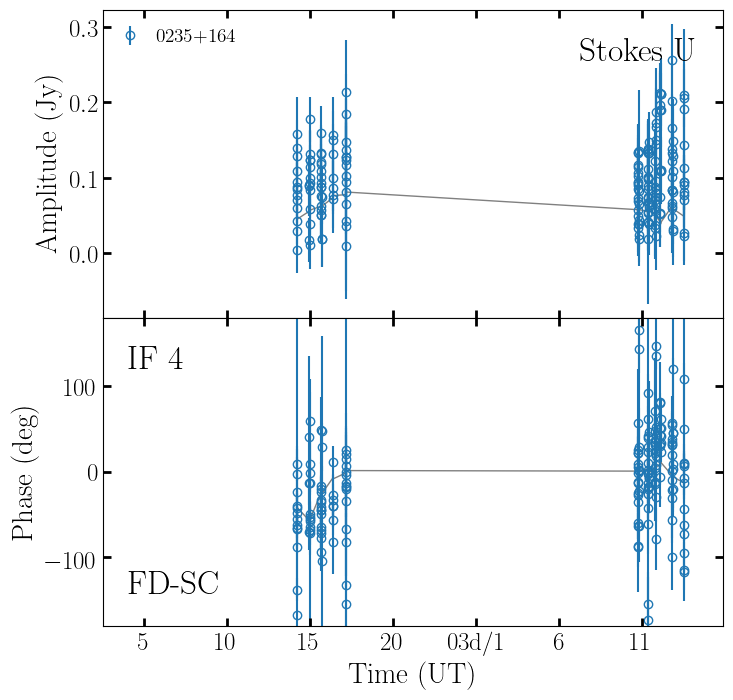 0235+164
Stokes U
0.3
0.2
0.1
0.0
Amplitude (Jy)
IF 4
100
0
−100
Phase (deg)
FD-SC
5 10 15 20 03d/1 6 11
Time (UT)